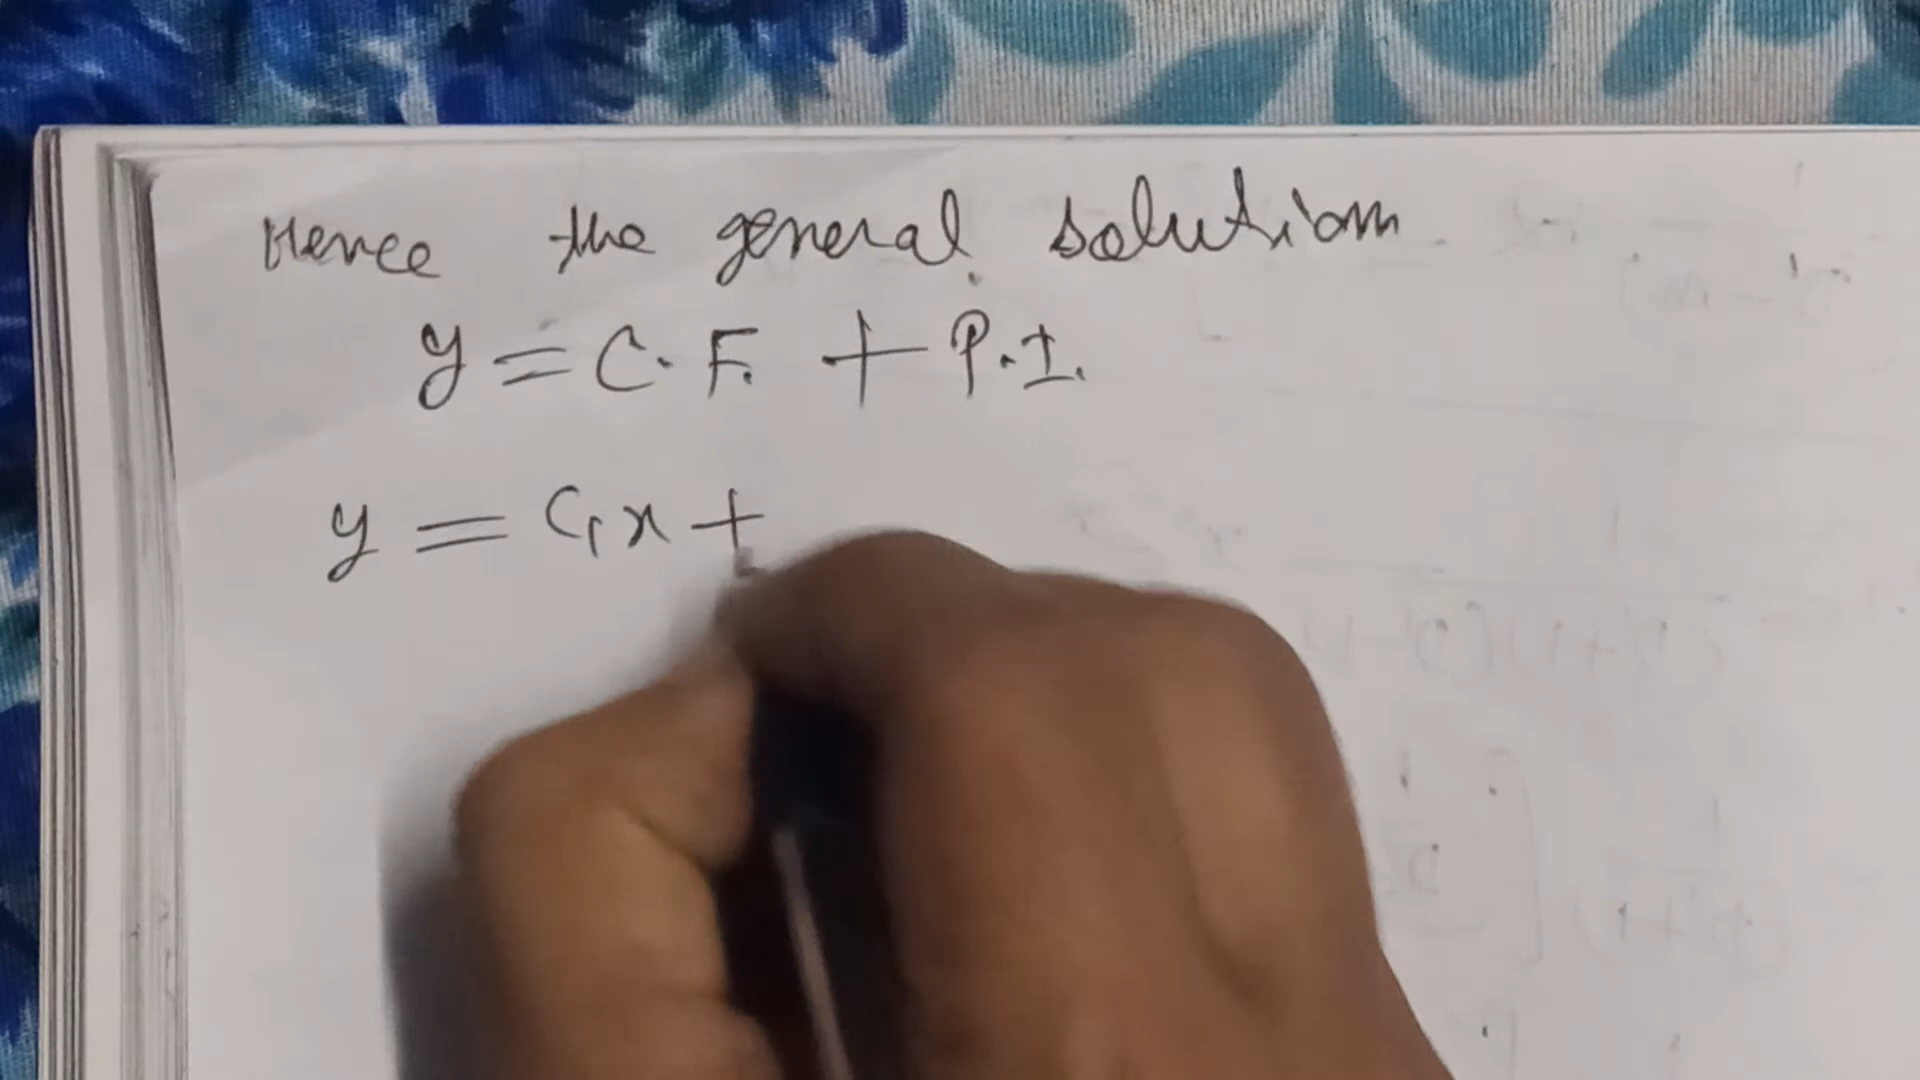 Hence the general solution
y = C.F. + P.I.
y = C₁x +